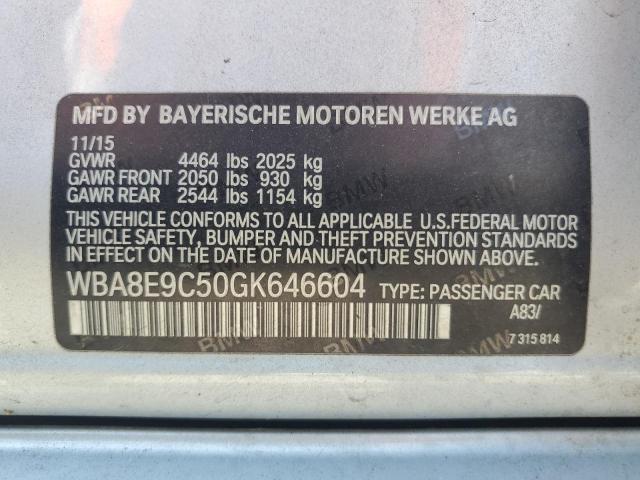 MFD BY BAYERISCHE MOTOREN WERKE AG
11/15
GVWR 4464 lbs 2025 kg
GAWR FRONT 2050 lbs 930 kg
GAWR REAR 2544 lbs 1154 kg
THIS VEHICLE CONFORMS TO ALL APPLICABLE U.S.FEDERAL MOTOR
VEHICLE SAFETY, BUMPER AND THEFT PREVENTION STANDARDS
IN EFFECT ON THE DATE OF MANUFACTURE SHOWN ABOVE.
WBA8E9C50GK646604 TYPE: PASSENGER CAR
A83/
7 315 814